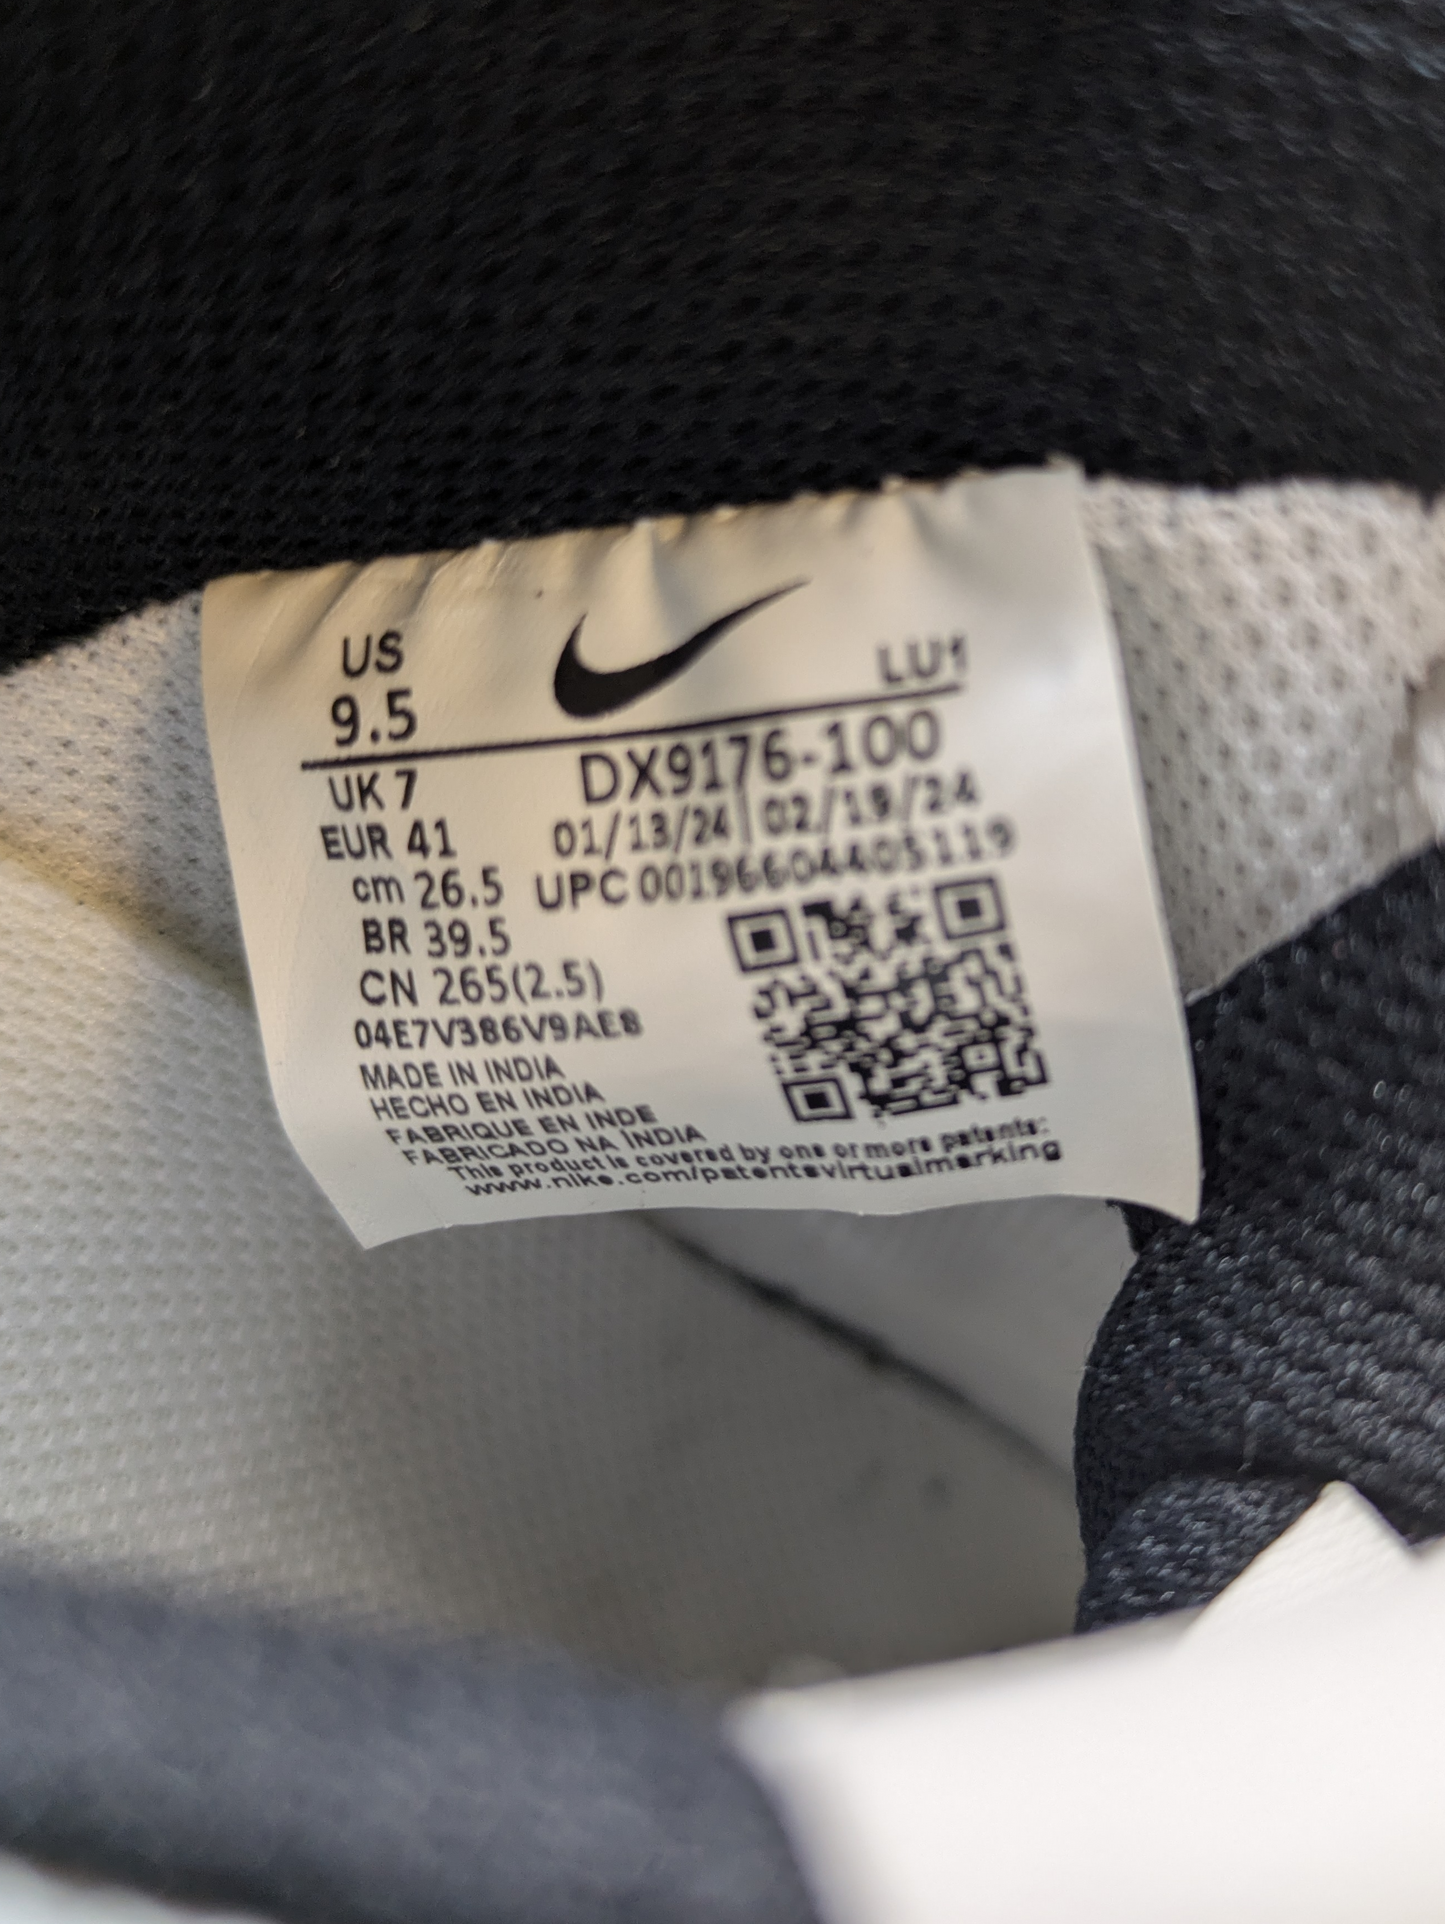 US LU1
9.5
UK 7 DX9176-100
EUR 41 01/13/24 | 02/19/24
cm 26.5 UPC 00196604405119
BR 39.5
CN 265(2.5)
04E7V386V9AE8
MADE IN INDIA
HECHO EN INDIA
FABRIQUE EN INDE
FABRICADO NA ÍNDIA
This product is covered by one or more patents:
www.nike.com/patentsvirtualmarking